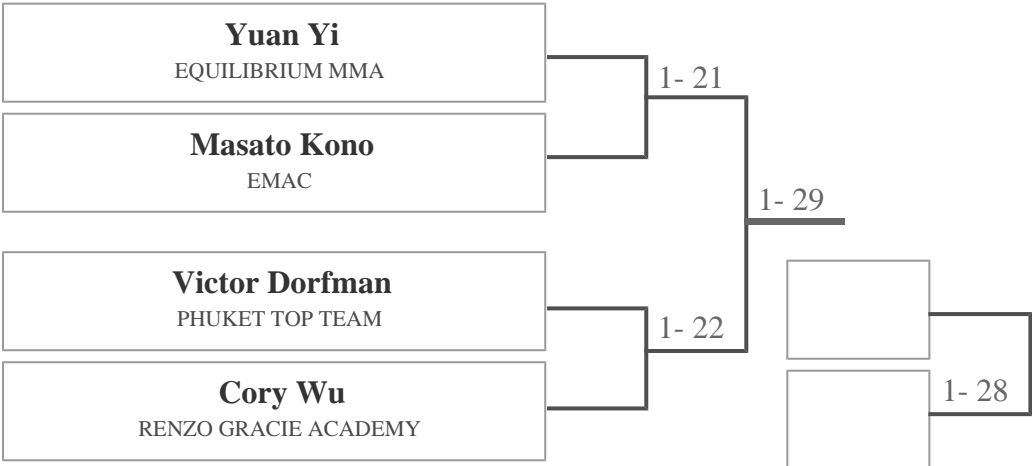 Yuan Yi
EQUILIBRIUM MMA
1- 21
Masato Kono
EMAC
1- 29
Victor Dorfman
PHUKET TOP TEAM
1- 22
Cory Wu
RENZO GRACIE ACADEMY
1- 28